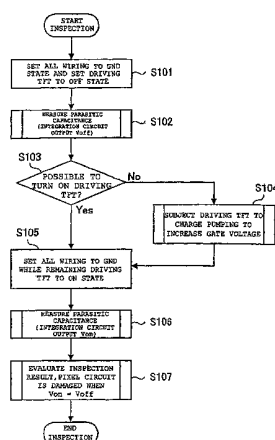 START
INSPECTION
SET ALL WIRING TO GND
STATE AND SET DRIVING
TFT TO OFF STATE
S101
MEASURE PARASITIC
CAPACITANCE
(INTEGRATION CIRCUIT
OUTPUT Voff)
S102
S103
POSSIBLE TO
TURN ON DRIVING
TFT?
No
Yes
S104
SUBJECT DRIVING TFT TO
CHARGE PUMPING TO
INCREASE GATE VOLTAGE
S105
SET ALL WIRING TO GND
WHILE REMAINING DRIVING
TFT TO ON STATE
MEASURE PARASITIC
CAPACITANCE
(INTEGRATION CIRCUIT
OUTPUT Von)
S106
EVALUATE INSPECTION
RESULT,PIXEL CIRCUIT
IS DAMAGED WHEN
Von = Voff
S107
END
INSPECTION